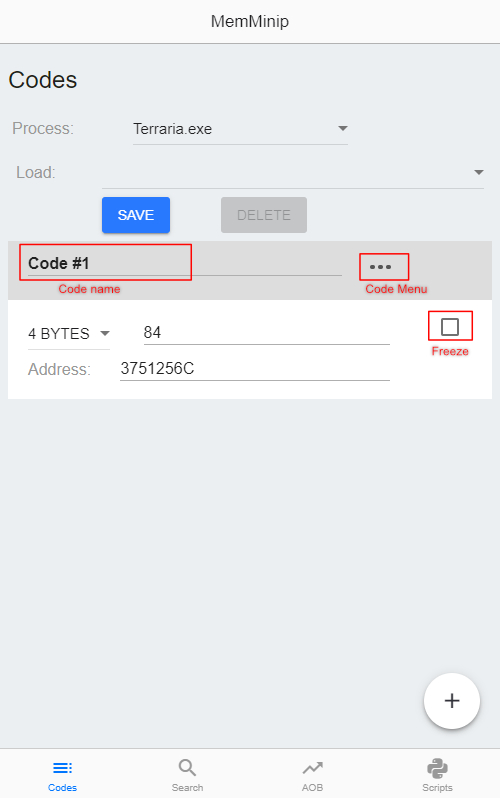 MemMinip
Codes
Process: Terraria.exe
Load:
SAVE DELETE
Code #1
Code name Code Menu
4 BYTES 84
Freeze
Address: 3751256C
+
Codes Search AOB Scripts